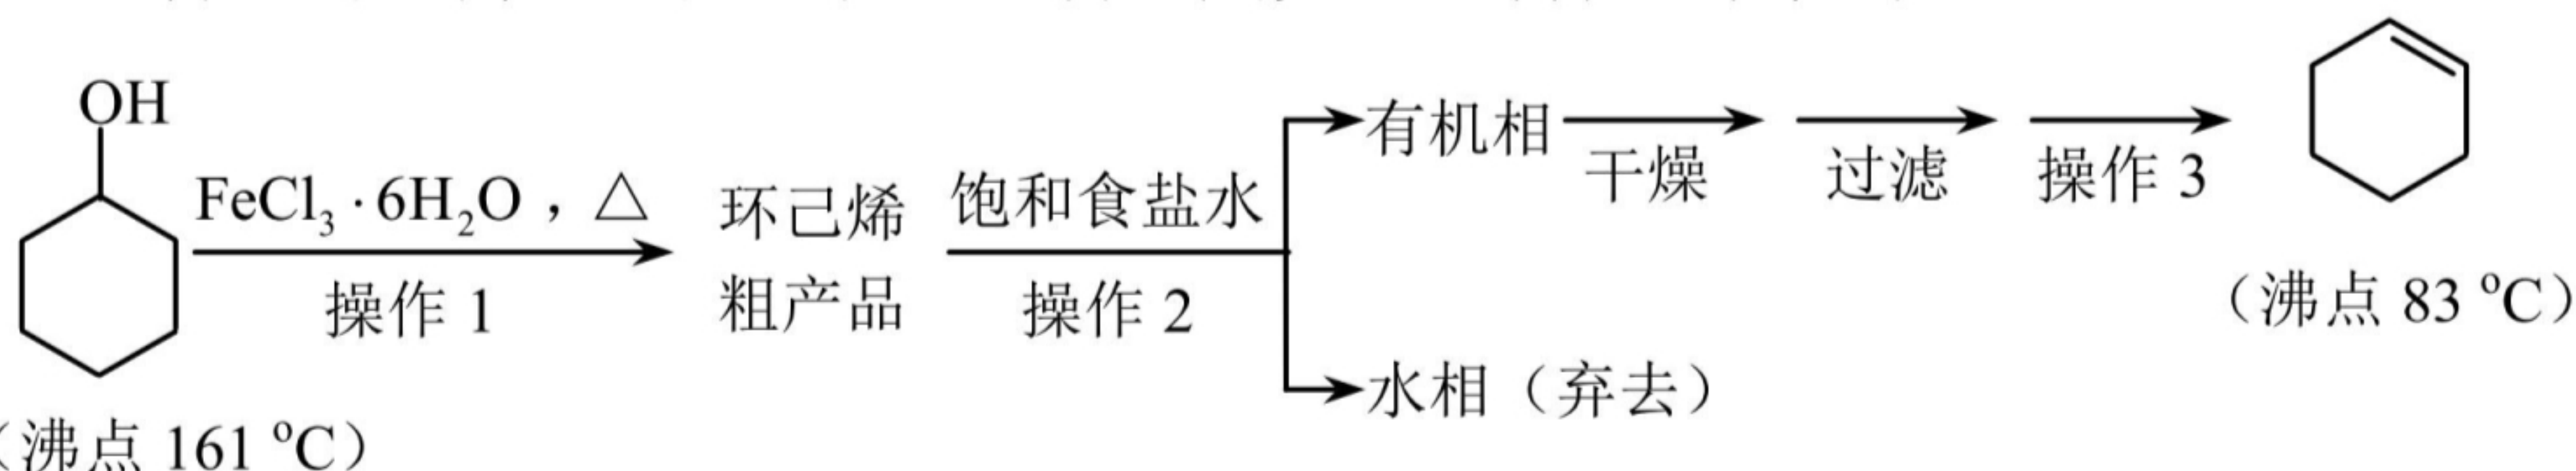 OH
FeCl₃·6H₂O，△
操作 1
（沸点 161 ºC）
环己烯
粗产品
饱和食盐水
操作 2
有机相
干燥
过滤
操作 3
（沸点 83 ºC）
水相（弃去）